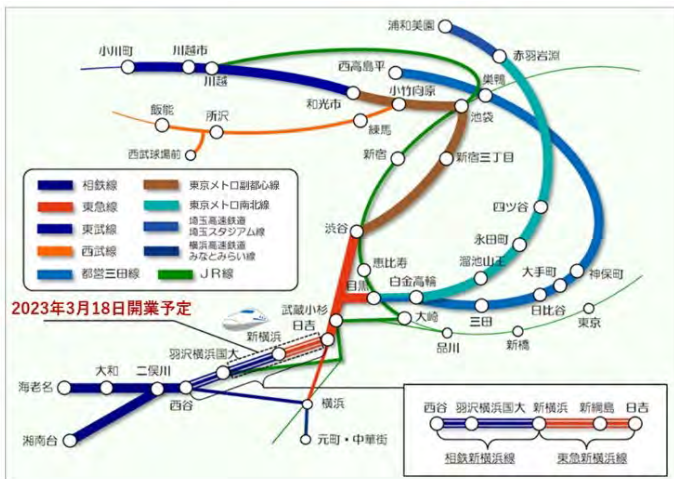 浦和美園
小川町
川越市
川越
西高島平
赤羽岩淵
巣鴨
和光市
小竹向原
池袋
飯能
所沢
練馬
西武球場前
新宿
新宿三丁目
相鉄線
東急線
東武線
西武線
都営三田線
東京メトロ副都心線
東京メトロ南北線
埼玉高速鉄道
埼玉スタジアム線
横浜高速鉄道
みなとみらい線
JR線
四ツ谷
渋谷
永田町
溜池山王
恵比寿
大手町
神保町
目黒
白金高輪
日比谷
三田
東京
2023年3月18日開業予定
武蔵小杉
日吉
大崎
品川
新橋
新横浜
羽沢横浜国大
海老名
大和
二俣川
西谷
横浜
湘南台
元町・中華街
西谷
羽沢横浜国大
新横浜
新綱島
日吉
相鉄新横浜線
東急新横浜線